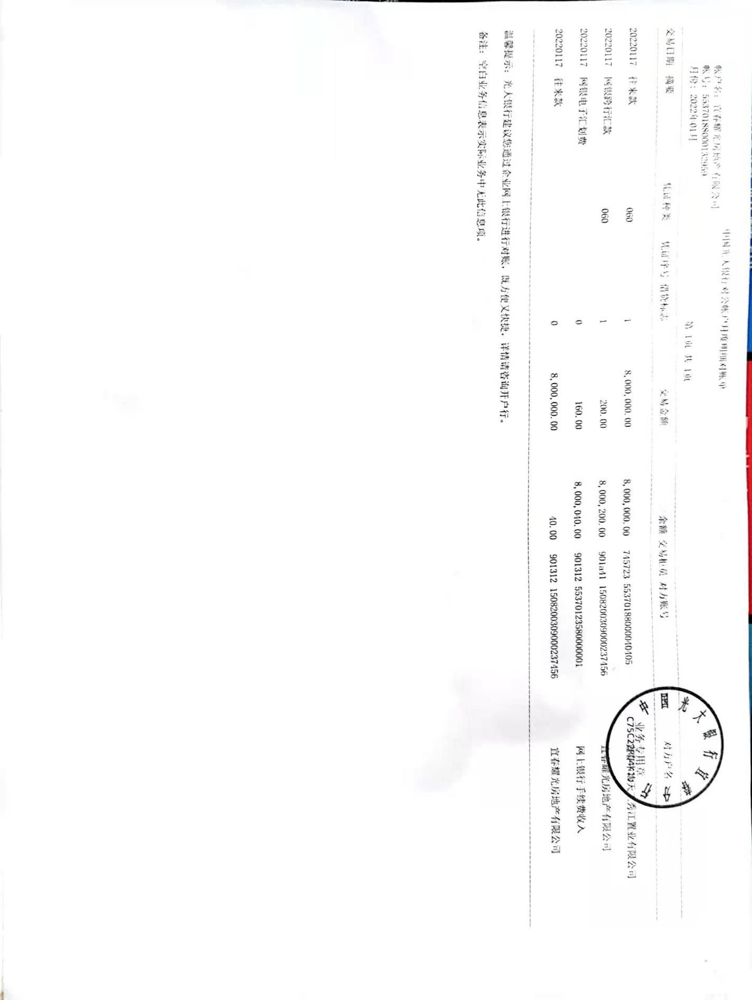 中国光大银行对公帐户月度明细对账单
帐户名：宜春耀光房地产有限公司
帐号：55370188000132959
月份：2022年01月
第 1页 共 1页
交易日期 摘要 凭证种类 凭证序号 借贷标志 交易金额 余额 交易柜员 对方账号 对方户名
20220117 往来款 060 1 8,000,000.00 8,000,000.00 745723 55370188000040405 天 秀江置业有限公司
20220117 网银跨行汇款 060 1 200.00 8,000,200.00 901a41 1508200309000237456 宜春耀光房地产有限公司
20220117 网银电子汇划费 0 160.00 8,000,040.00 901312 55370123580000001 网上银行手续费收入
20220117 往来款 0 8,000,000.00 40.00 901312 1508200309000237456 宜春耀光房地产有限公司
温馨提示：光大银行建议您通过企业网上银行进行对账，既方便又快捷，详情请咨询开户行。
备注：空白业务信息表示实际业务中无此信息项。
中国光大银行宜春分行
业务专用章